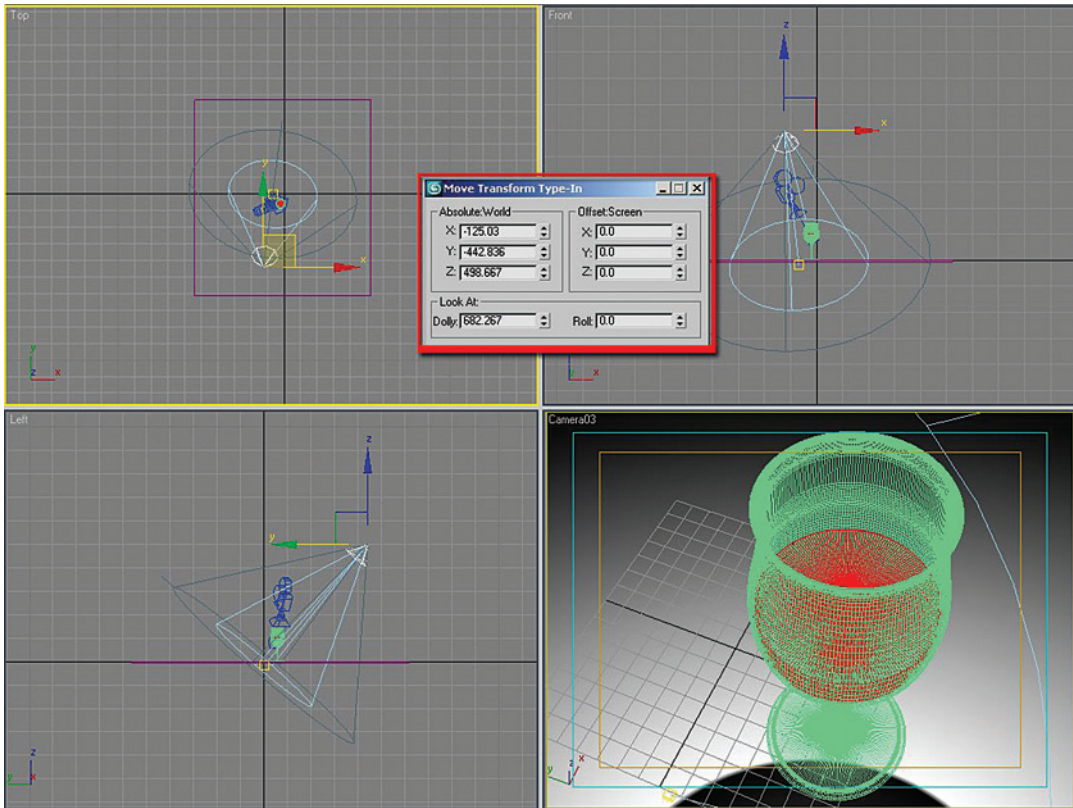 Top
Front
y
x
z
x
Move Transform Type-In
Absolute:World
Offset:Screen
X: -125.03
X: 0.0
Y: -442.836
Y: 0.0
Z: 498.667
Z: 0.0
Look At:
Dolly: 682.267
Roll: 0.0
y
z x
z
y x
Left
Camera03
z
y
z
y x
z x
y